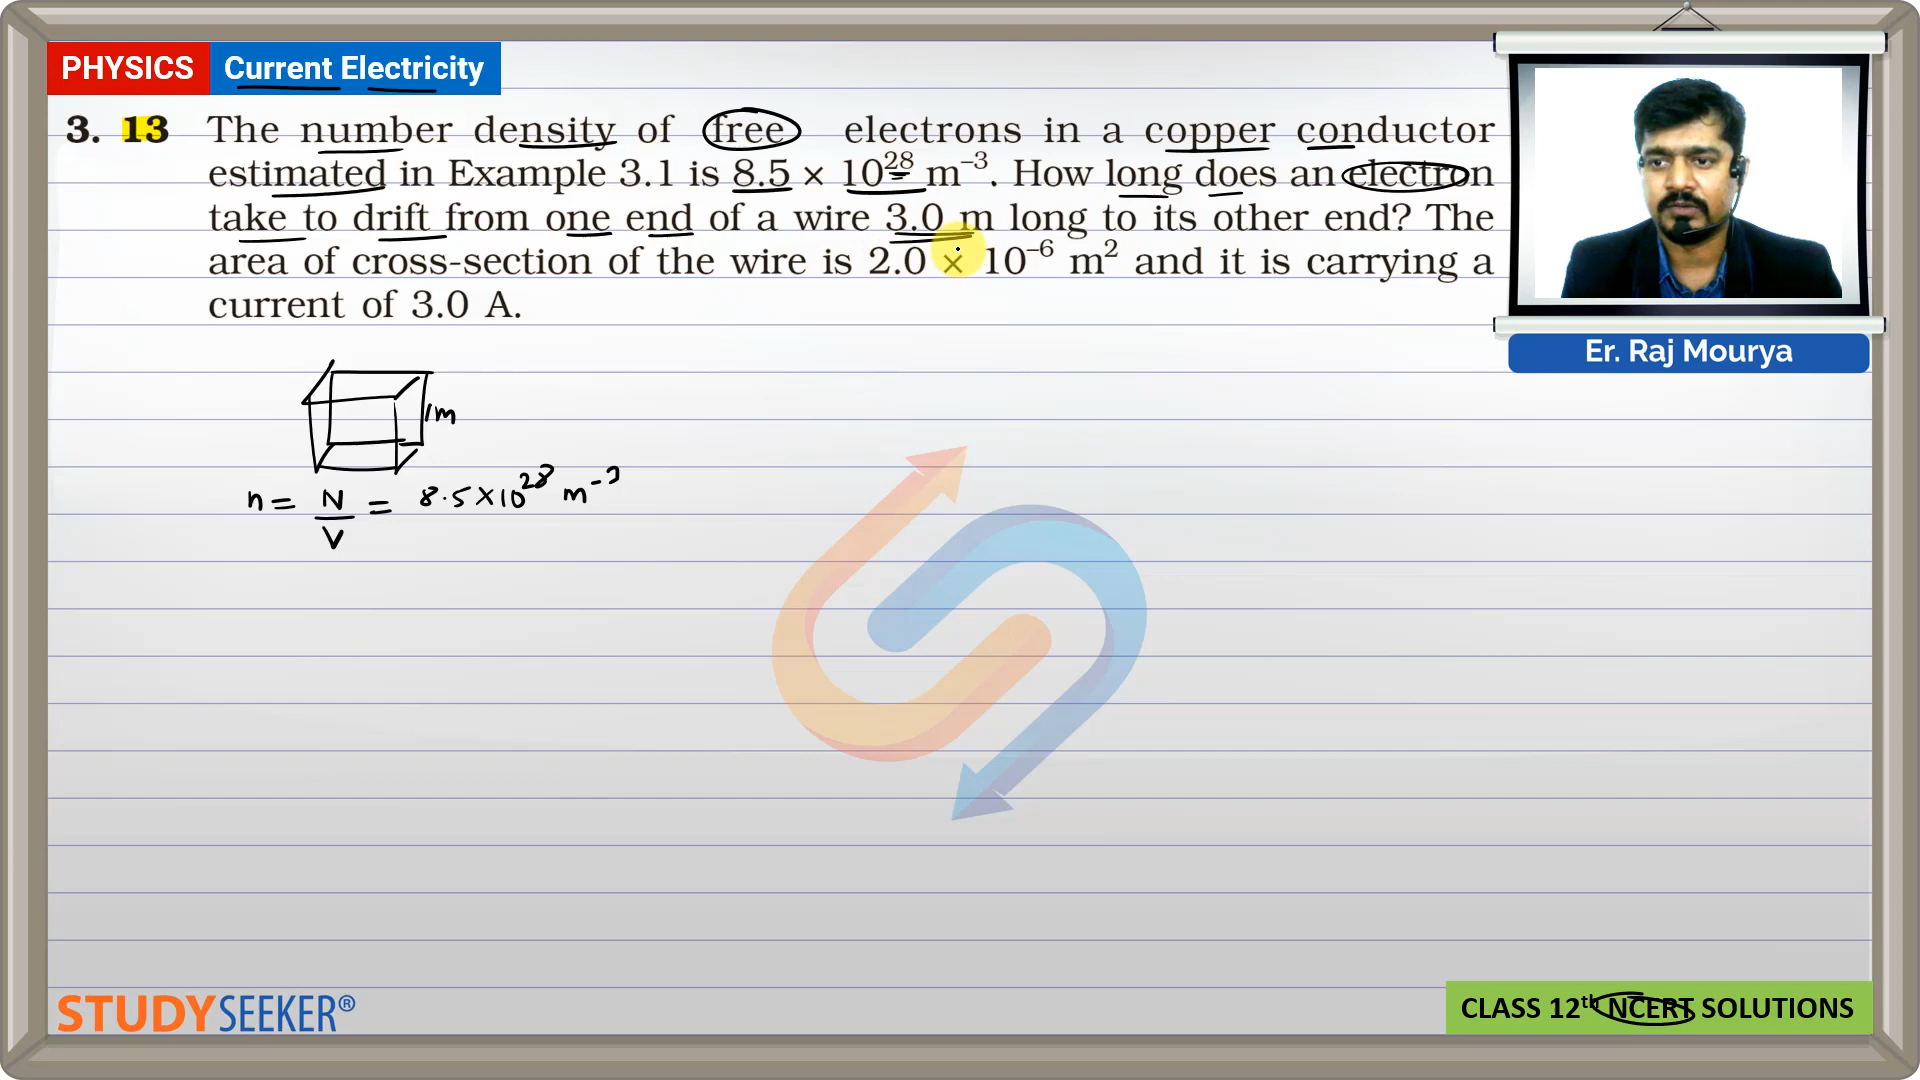 PHYSICS Current Electricity
3. 13 The number density of free electrons in a copper conductor
estimated in Example 3.1 is 8.5 × 10²⁸ m⁻³. How long does an electron
take to drift from one end of a wire 3.0 m long to its other end? The
area of cross-section of the wire is 2.0 × 10⁻⁶ m² and it is carrying a
current of 3.0 A.
Er. Raj Mourya
1m
n = N/V = 8.5 × 10²⁸ m⁻³
STUDYSEEKER®
CLASS 12th NCERT SOLUTIONS